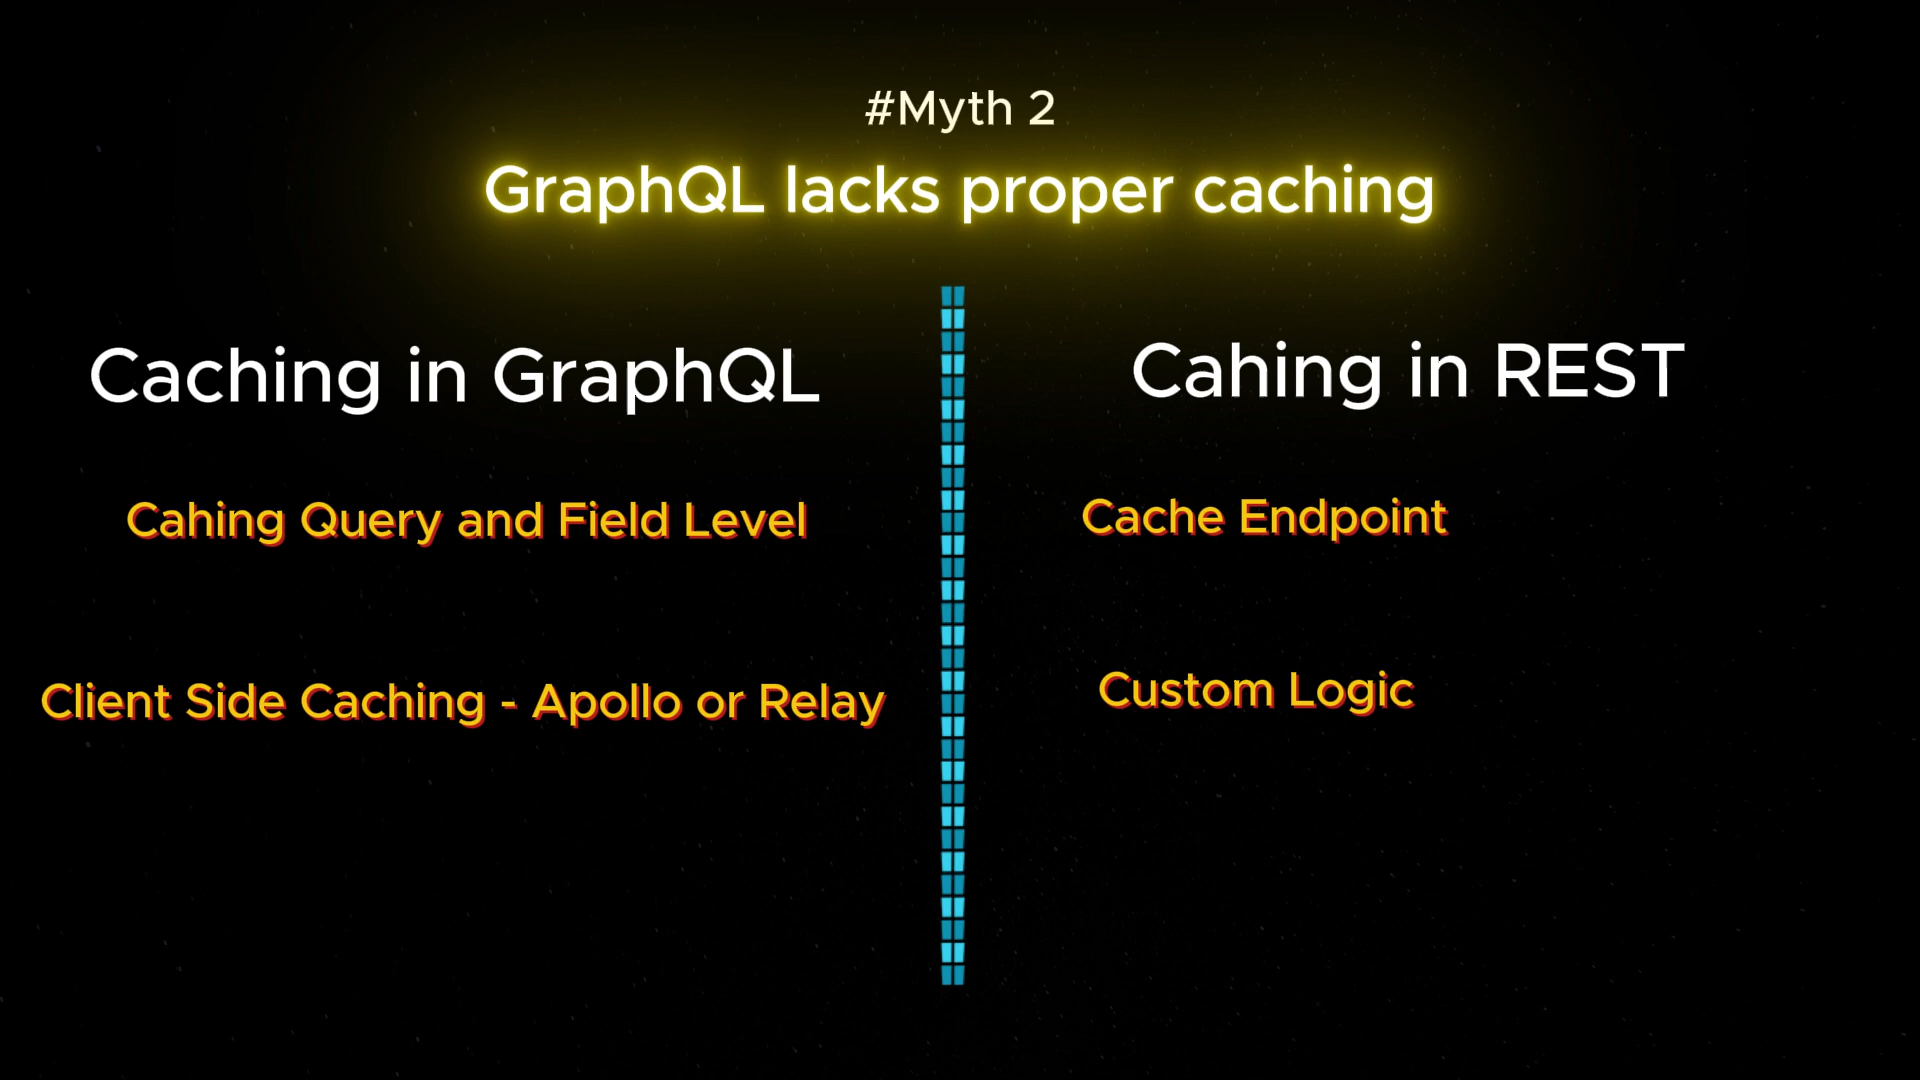 #Myth 2
GraphQL lacks proper caching
Caching in GraphQL
Cahing Query and Field Level
Client Side Caching - Apollo or Relay
Cahing in REST
Cache Endpoint
Custom Logic